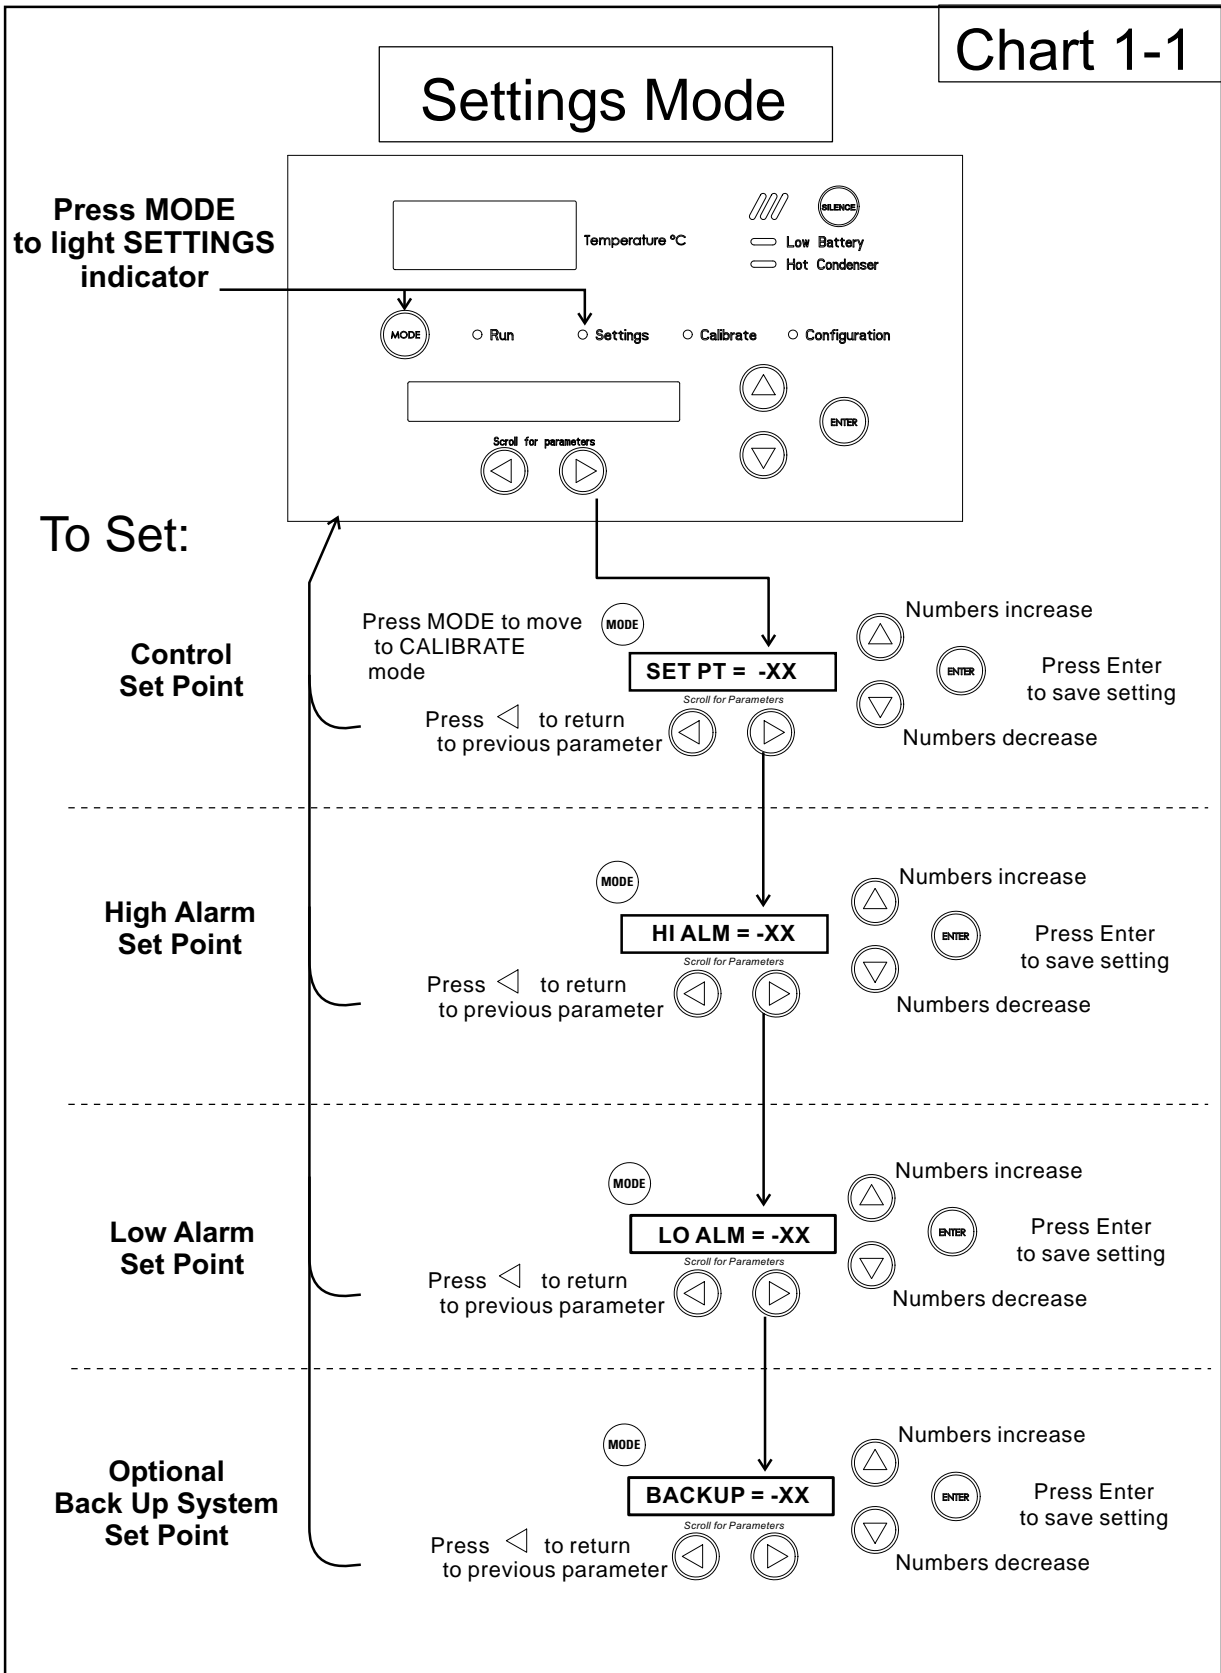 Chart 1-1
Settings Mode
Press MODE
to light SETTINGS
indicator
Temperature °C
SILENCE
Low Battery
Hot Condenser
MODE
Run
Settings
Calibrate
Configuration
ENTER
Scroll for parameters
To Set:
Control
Set Point
Press MODE to move
to CALIBRATE
mode
MODE
SET PT = -XX
Scroll for Parameters
Press ◁ to return
to previous parameter
Numbers increase
ENTER
Press Enter
to save setting
Numbers decrease
High Alarm
Set Point
MODE
HI ALM = -XX
Scroll for Parameters
Press ◁ to return
to previous parameter
Numbers increase
ENTER
Press Enter
to save setting
Numbers decrease
Low Alarm
Set Point
MODE
LO ALM = -XX
Scroll for Parameters
Press ◁ to return
to previous parameter
Numbers increase
ENTER
Press Enter
to save setting
Numbers decrease
Optional
Back Up System
Set Point
MODE
BACKUP = -XX
Scroll for Parameters
Press ◁ to return
to previous parameter
Numbers increase
ENTER
Press Enter
to save setting
Numbers decrease